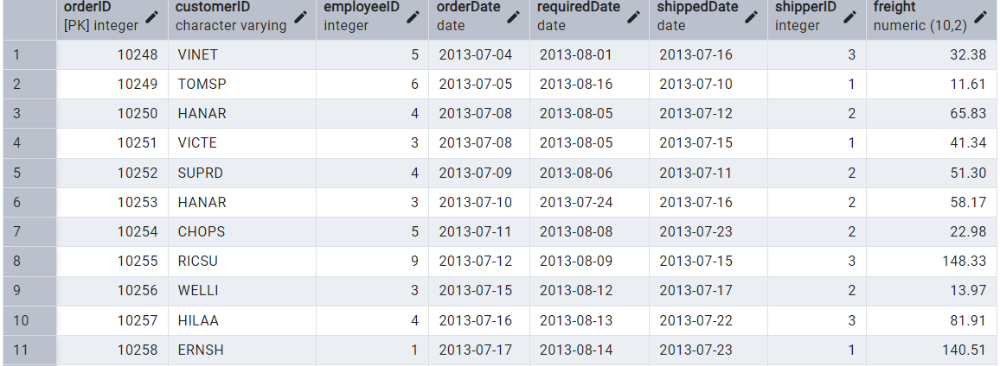 orderID customerID employeeID orderDate requiredDate shippedDate shipperID freight
[PK] integer character varying integer date date date integer numeric (10,2)
1 10248 VINET 5 2013-07-04 2013-08-01 2013-07-16 3 32.38
2 10249 TOMSP 6 2013-07-05 2013-08-16 2013-07-10 1 11.61
3 10250 HANAR 4 2013-07-08 2013-08-05 2013-07-12 2 65.83
4 10251 VICTE 3 2013-07-08 2013-08-05 2013-07-15 1 41.34
5 10252 SUPRD 4 2013-07-09 2013-08-06 2013-07-11 2 51.30
6 10253 HANAR 3 2013-07-10 2013-07-24 2013-07-16 2 58.17
7 10254 CHOPS 5 2013-07-11 2013-08-08 2013-07-23 2 22.98
8 10255 RICSU 9 2013-07-12 2013-08-09 2013-07-15 3 148.33
9 10256 WELLI 3 2013-07-15 2013-08-12 2013-07-17 2 13.97
10 10257 HILAA 4 2013-07-16 2013-08-13 2013-07-22 3 81.91
11 10258 ERNSH 1 2013-07-17 2013-08-14 2013-07-23 1 140.51